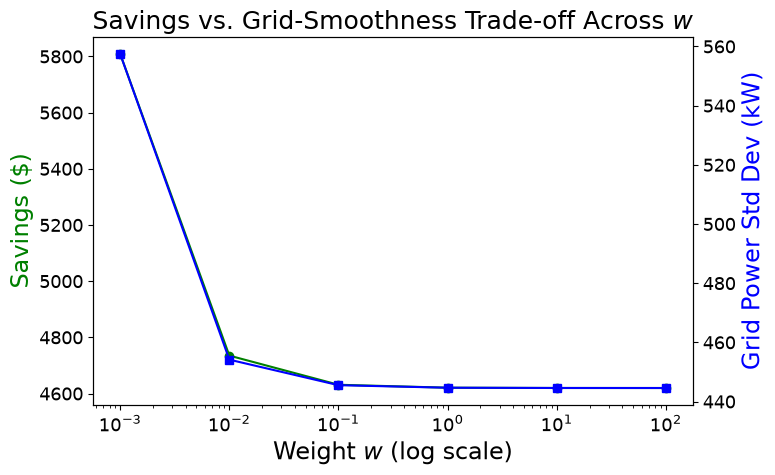 Savings vs. Grid-Smoothness Trade-off Across w
5800
5600
5400
5200
5000
4800
4600
Savings ($)
560
540
520
500
480
460
440
Grid Power Std Dev (kW)
10⁻³ 10⁻² 10⁻¹ 10⁰ 10¹ 10²
Weight w (log scale)